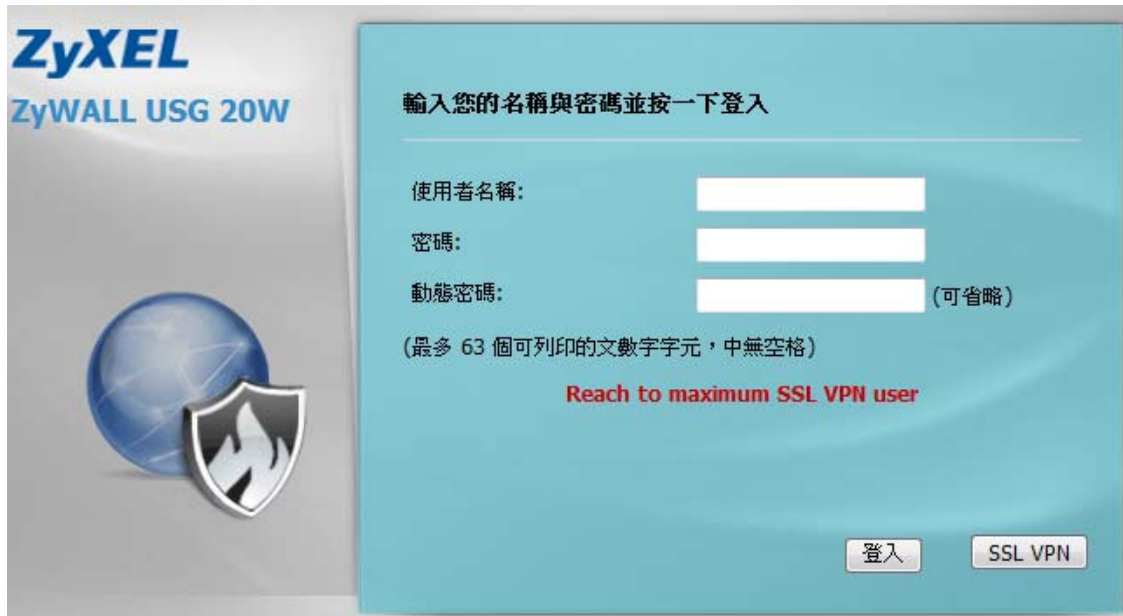 ZyXEL
ZyWALL USG 20W
輸入您的名稱與密碼並按一下登入
使用者名稱:
密碼:
動態密碼:
(可省略)
(最多 63 個可列印的文數字字元，中無空格)
Reach to maximum SSL VPN user
登入
SSL VPN